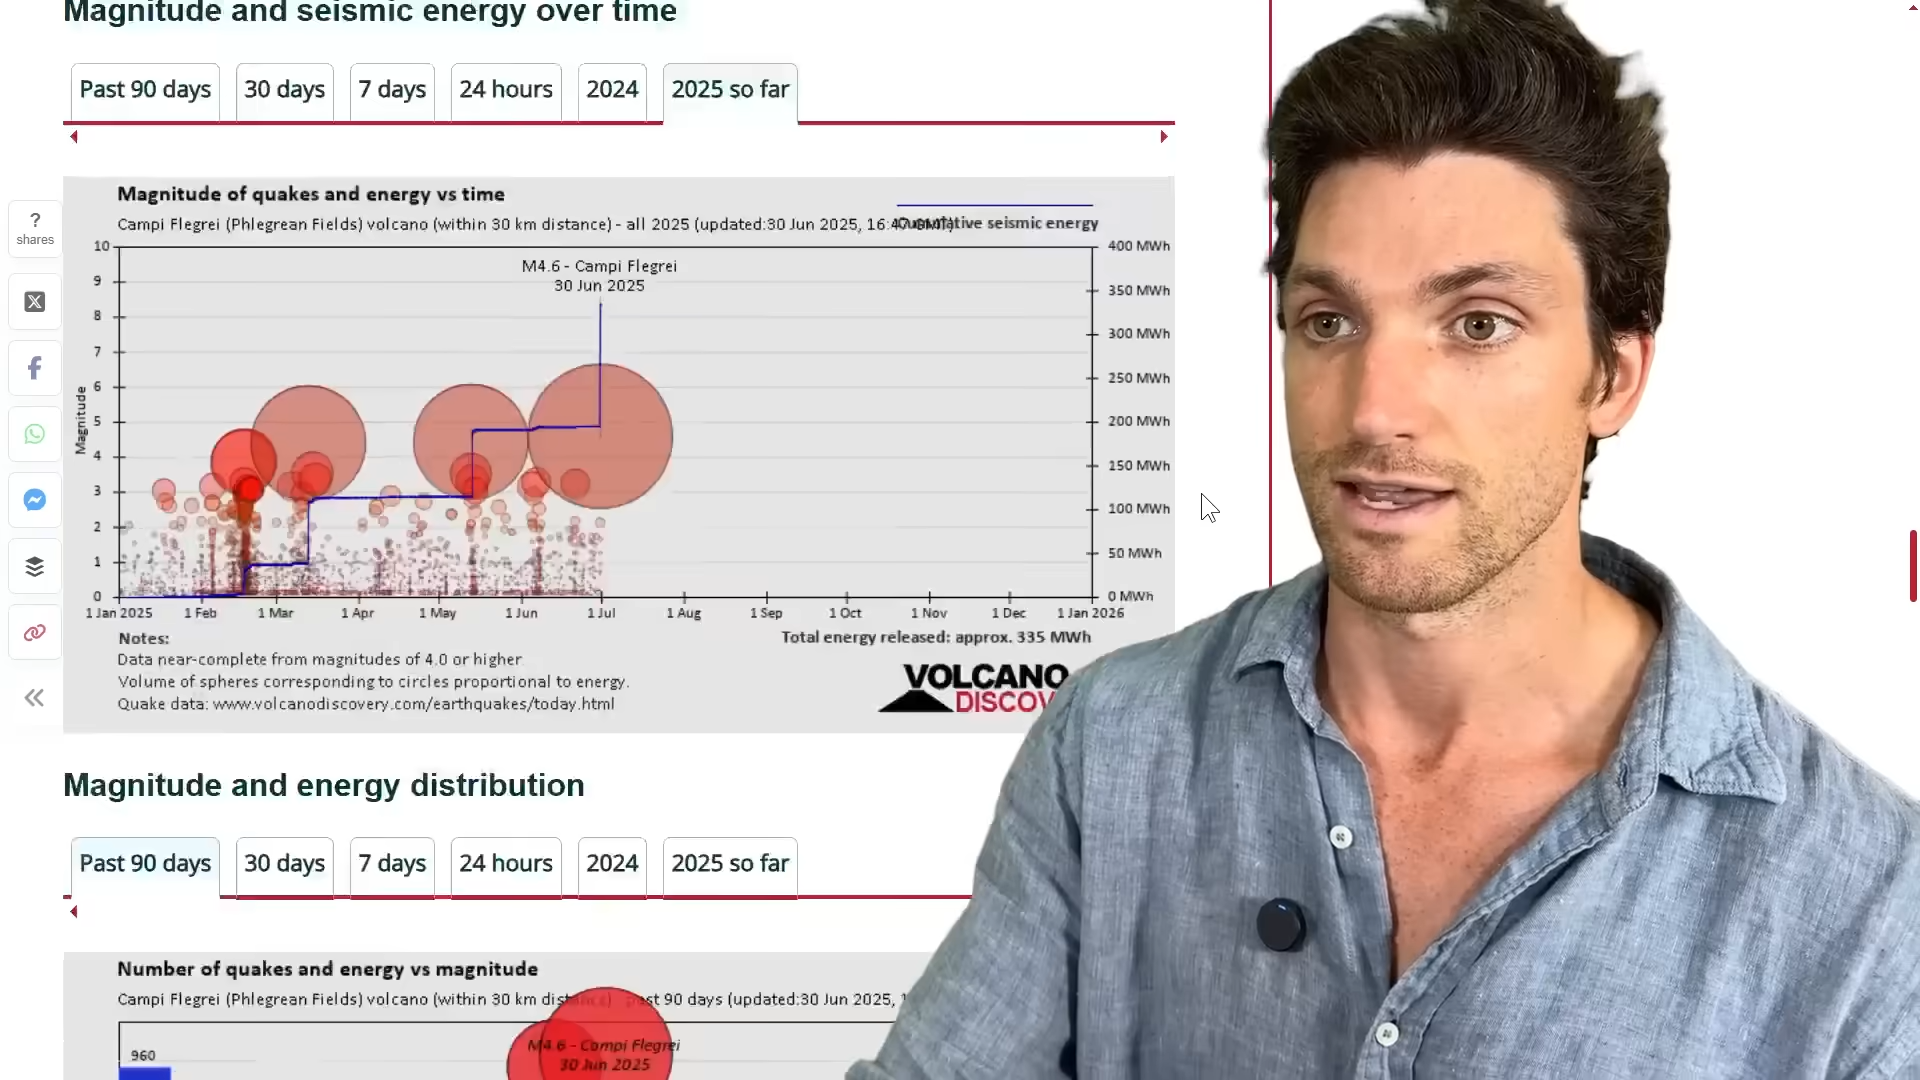 Magnitude and seismic energy over time
Past 90 days
30 days
7 days
24 hours
2024
2025 so far
Magnitude of quakes and energy vs time
Campi Flegrei (Phlegrean Fields) volcano (within 30 km distance) - all 2025 (updated:30 Jun 2025, 16:47 GMT)
Cumulative seismic energy
?
shares
M4.6 - Campi Flegrei
30 Jun 2025
Magnitude
10
9
8
7
6
5
4
3
2
1
0
400 MWh
350 MWh
300 MWh
250 MWh
200 MWh
150 MWh
100 MWh
50 MWh
0 MWh
1 Jan 2025
1 Feb
1 Mar
1 Apr
1 May
1 Jun
1 Jul
1 Aug
1 Sep
1 Oct
1 Nov
1 Dec
1 Jan 2026
Notes:
Total energy released: approx. 335 MWh
Data near-complete from magnitudes of 4.0 or higher.
Volume of spheres corresponding to circles proportional to energy.
Quake data: www.volcanodiscovery.com/earthquakes/today.html
VOLCANO
DISCOV
Magnitude and energy distribution
Past 90 days
30 days
7 days
24 hours
2024
2025 so far
Number of quakes and energy vs magnitude
Campi Flegrei (Phlegrean Fields) volcano (within 30 km distance) - past 90 days (updated:30 Jun 2025,
M4.6 - Campi Flegrei
30 Jun 2025
960